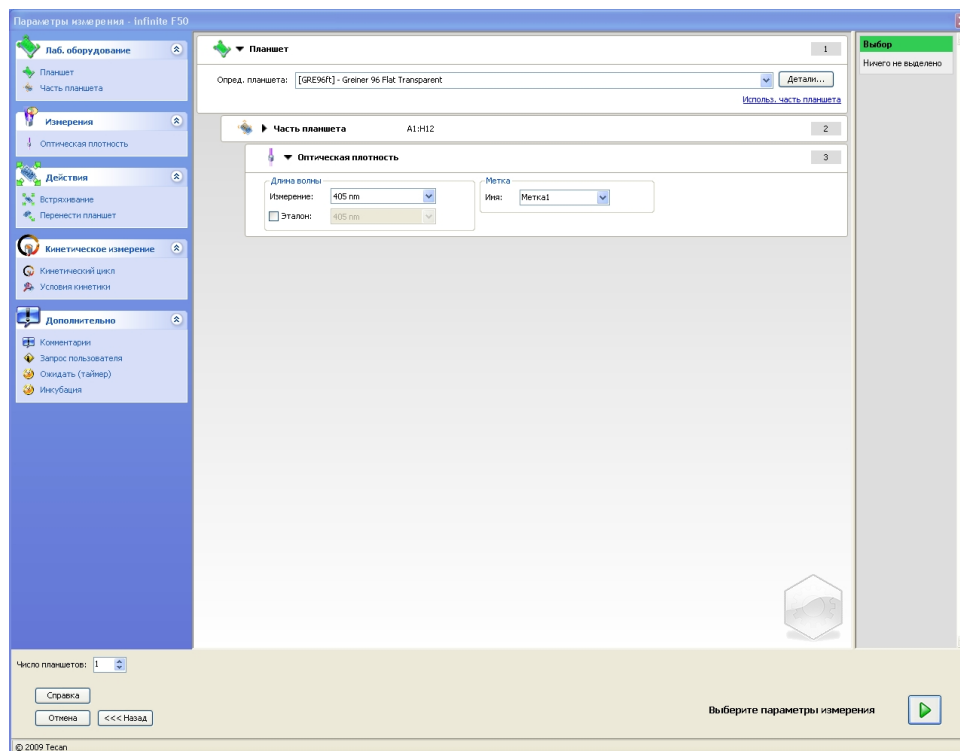 Параметры измерения - infinite F50
Лаб. оборудование
Планшет
Часть планшета
Измерения
Оптическая плотность
Действия
Встряхивание
Перенести планшет
Кинетическое измерение
Кинетический цикл
Условия кинетики
Дополнительно
Комментарии
Запрос пользователя
Ожидать (таймер)
Инкубация
Планшет 1
Опред. планшета: [GRE96ft] - Greiner 96 Flat Transparent Детали...
Использ. часть планшета
Часть планшета A1:H12 2
Оптическая плотность 3
Длина волны
Измерение: 405 nm
Эталон: 405 nm
Метка
Имя: Метка1
Выбор
Ничего не выделено
Число планшетов: 1
Справка
Отмена <<< Назад
Выберите параметры измерения
© 2009 Tecan